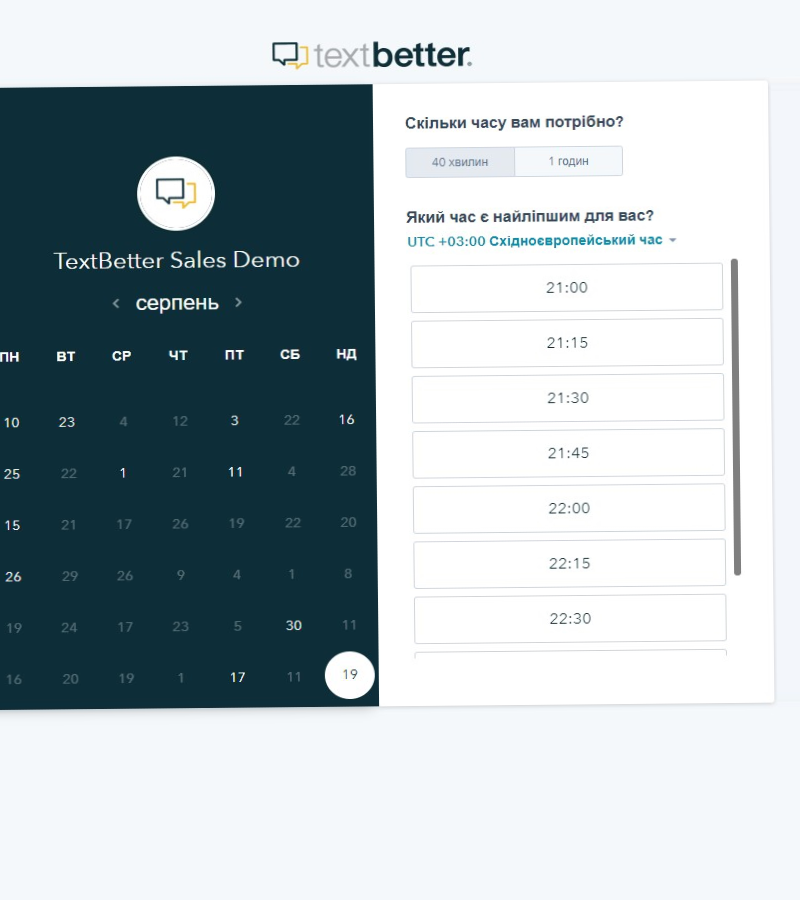 textbetter.
TextBetter Sales Demo
серпень
ПН ВТ СР ЧТ ПТ СБ НД
10 23 4 12 3 22 16
25 22 1 21 11 4 28
15 21 17 26 19 22 20
26 29 26 9 4 1 8
19 24 17 23 5 30 11
16 20 19 1 17 11 19
Скільки часу вам потрібно?
40 хвилин 1 годин
Який час є найліпшим для вас?
UTC +03:00 Східноєвропейський час
21:00
21:15
21:30
21:45
22:00
22:15
22:30